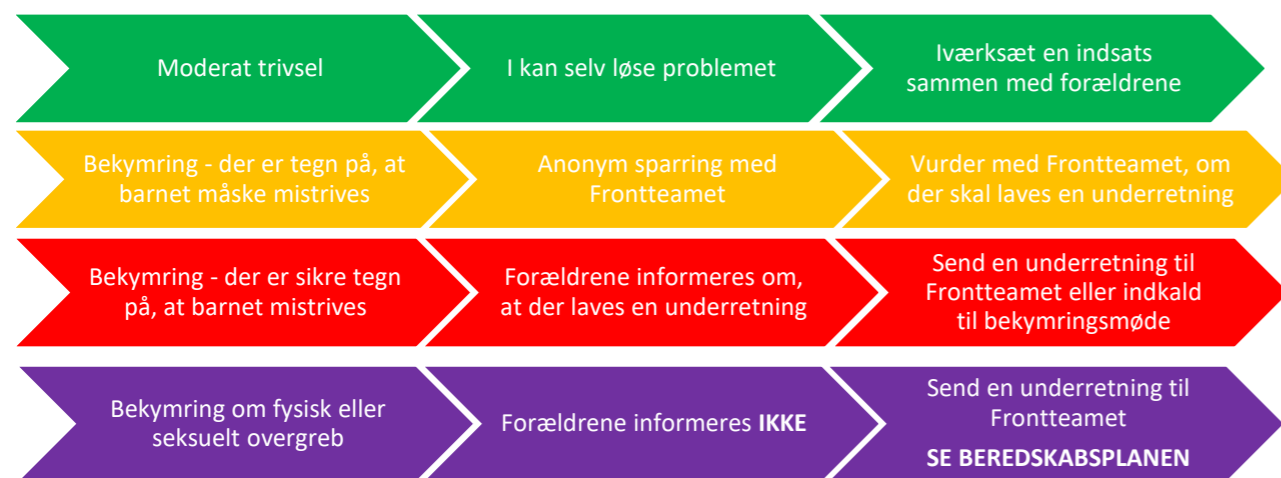 Moderat trivsel
I kan selv løse problemet
Iværksæt en indsats
sammen med forældrene
Bekymring - der er tegn på, at
barnet måske mistrives
Anonym sparring med
Frontteamet
Vurder med Frontteamet, om
der skal laves en underretning
Bekymring - der er sikre tegn
på, at barnet mistrives
Forældrene informeres om,
at der laves en underretning
Send en underretning til
Frontteamet eller indkald
til bekymringsmøde
Bekymring om fysisk eller
seksuelt overgreb
Forældrene informeres IKKE
Send en underretning til
Frontteamet
SE BEREDSKABSPLANEN